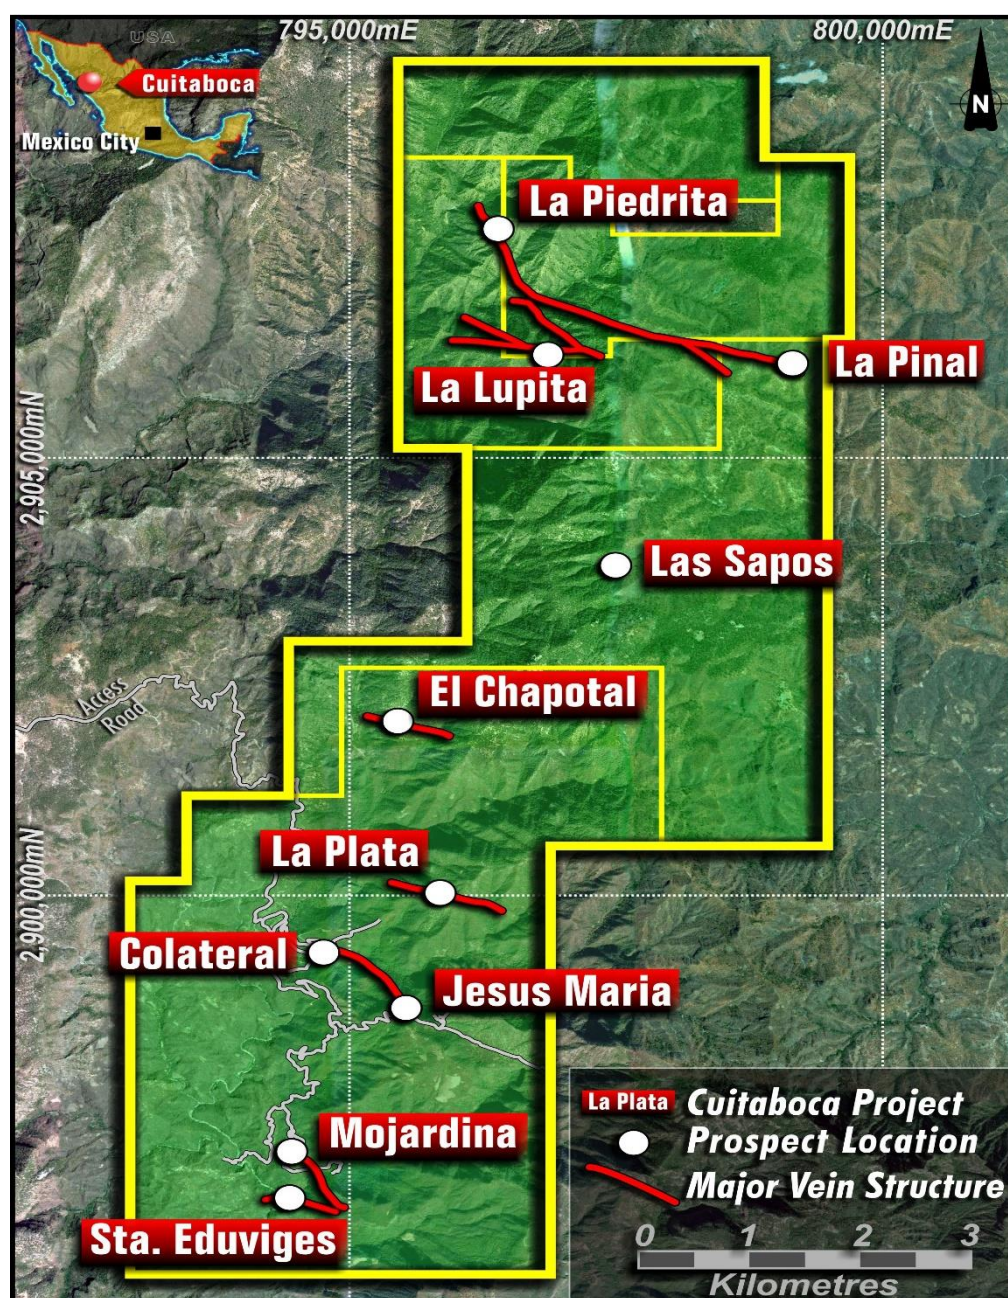 795,000mE
800,000mE
USA
Cuitaboca
Mexico City
N
La Piedrita
La Pinal
La Lupita
2,905,000mN
Las Sapos
El Chapotal
Access
Road
La Plata
2,900,000mN
Colateral
Jesus Maria
Mojardina
Sta. Eduviges
La Plata Cuitaboca Project
Prospect Location
Major Vein Structure
0 1 2 3
Kilometres